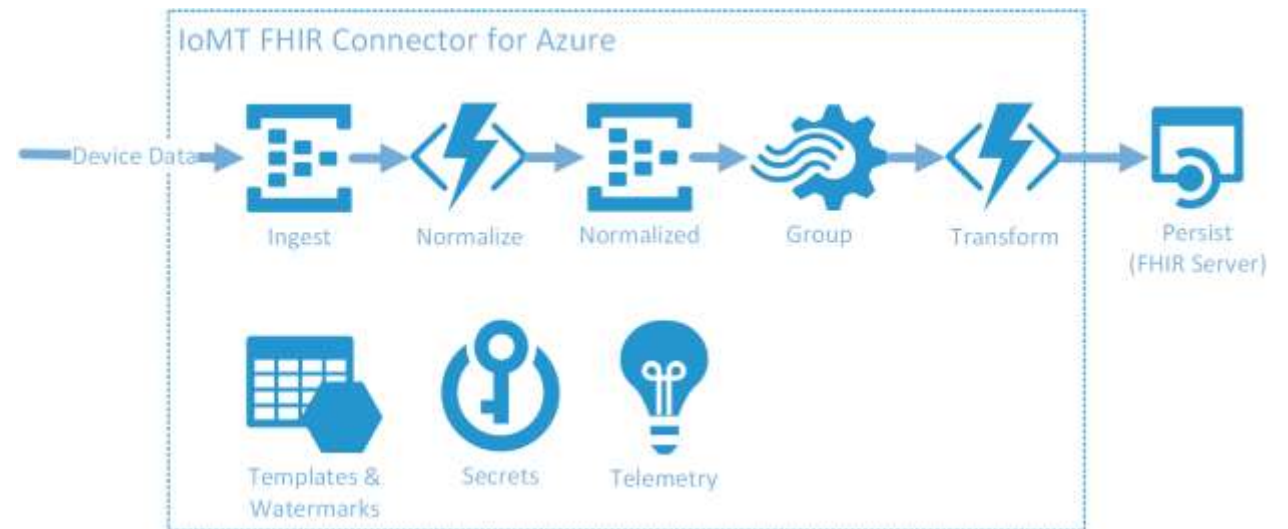 IoMT FHIR Connector for Azure
Device Data
Ingest
Normalize
Normalized
Group
Transform
Persist
(FHIR Server)
Templates &
Watermarks
Secrets
Telemetry